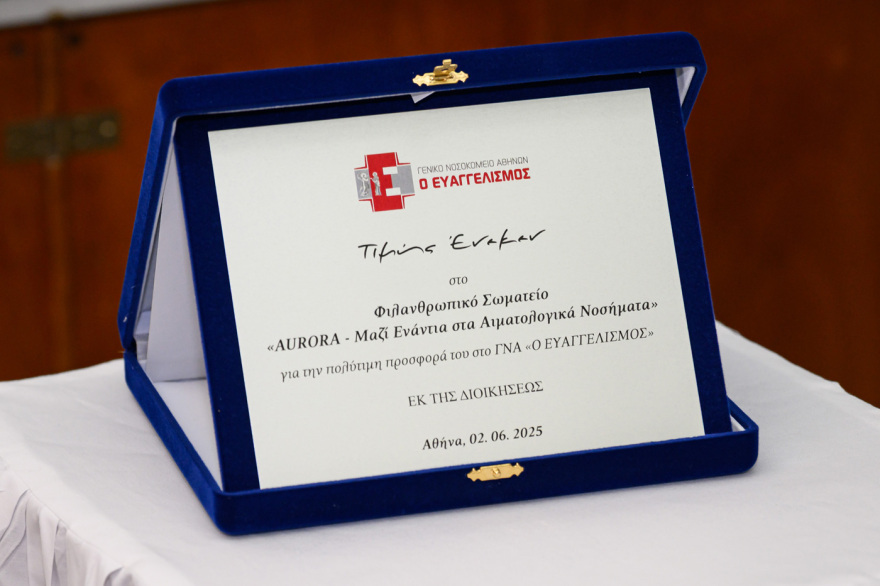 ΓΕΝΙΚΟ ΝΟΣΟΚΟΜΕΙΟ ΑΘΗΝΩΝ
Ο ΕΥΑΓΓΕΛΙΣΜΟΣ
Τιμής Ένεκεν
στο
Φιλανθρωπικό Σωματείο
«AURORA - Μαζί Ενάντια στα Αιματολογικά Νοσήματα»
για την πολύτιμη προσφορά του στο ΓΝΑ «Ο ΕΥΑΓΓΕΛΙΣΜΟΣ»
ΕΚ ΤΗΣ ΔΙΟΙΚΗΣΕΩΣ
Αθήνα, 02. 06. 2025